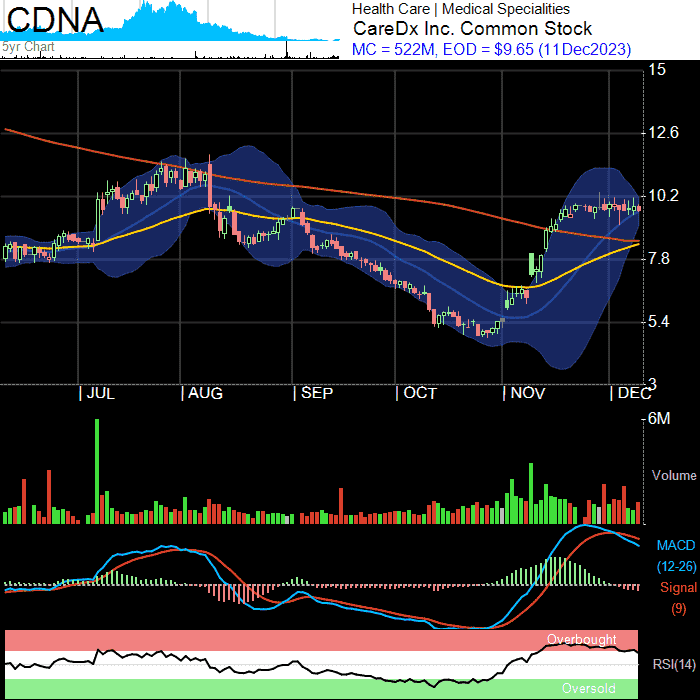 CDNA
5yr Chart
Health Care | Medical Specialities
CareDx Inc. Common Stock
MC = 522M, EOD = $9.65 (11Dec2023)
15
12.6
10.2
7.8
5.4
3
| JUL | AUG | SEP | OCT | NOV | DEC
6M
Volume
MACD
(12-26)
Signal
(9)
Overbought
RSI(14)
Oversold